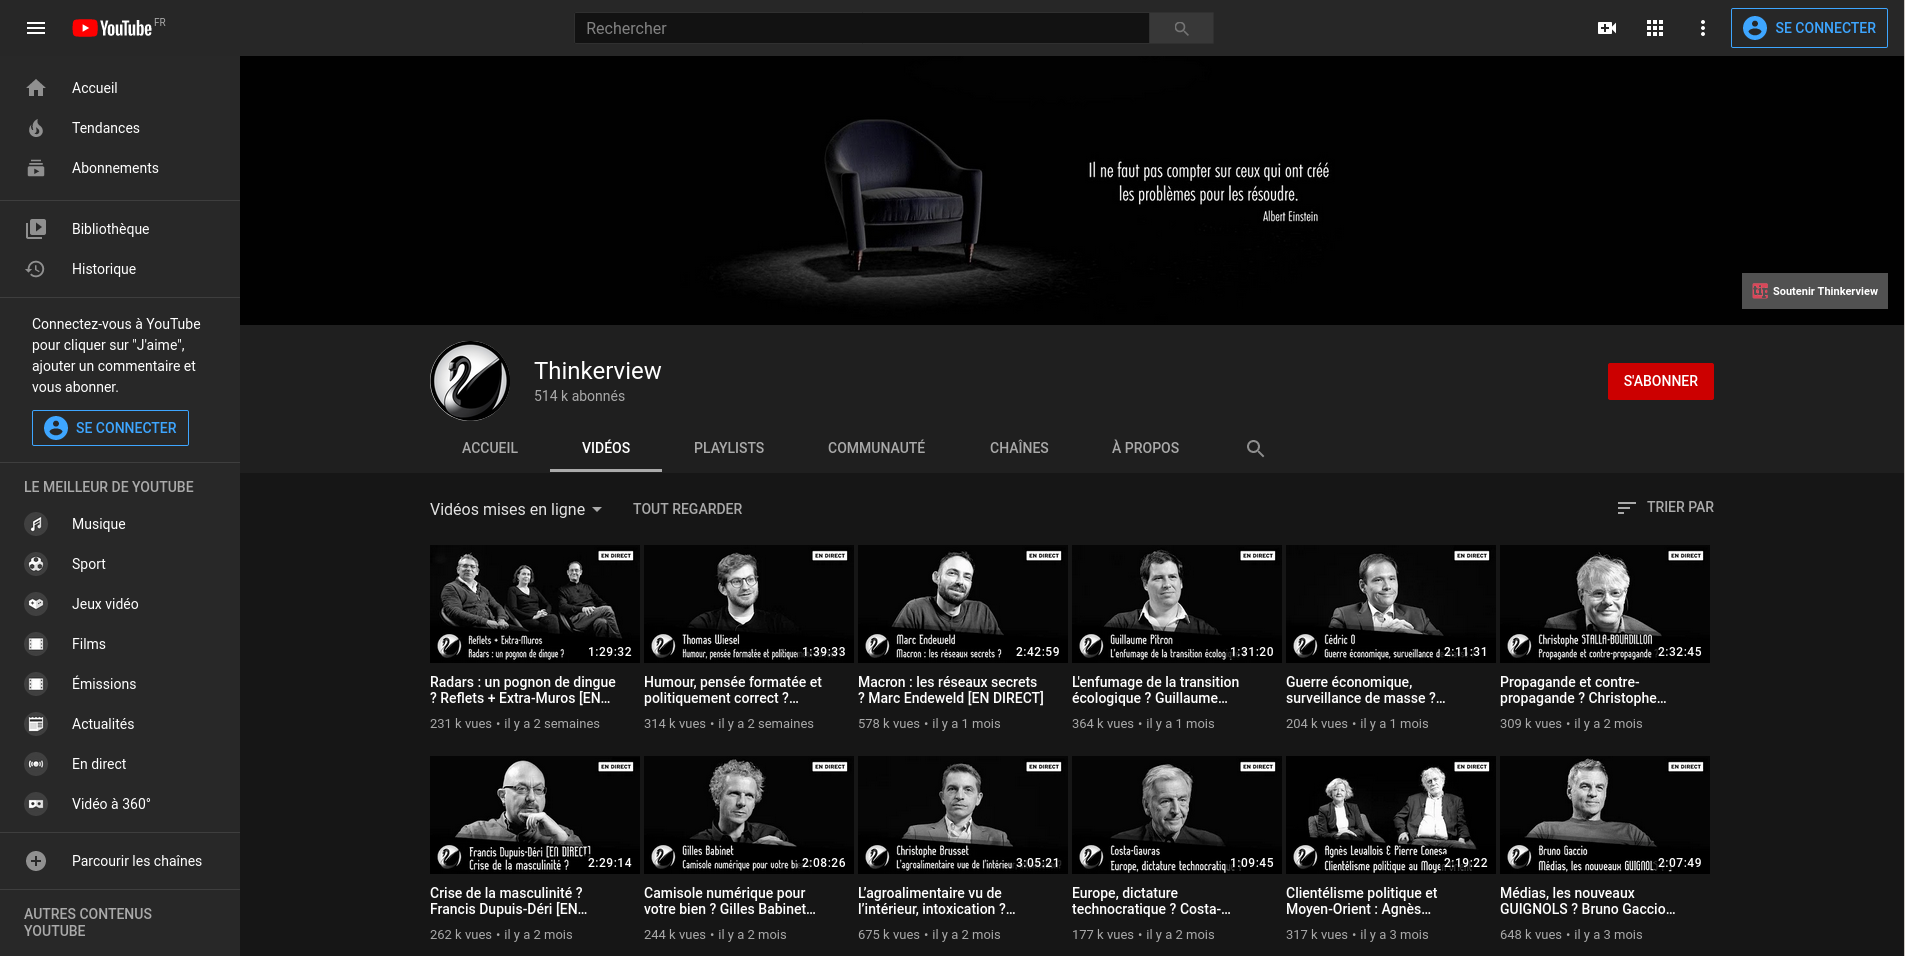 YouTube FR
Rechercher
SE CONNECTER
Accueil
Tendances
Abonnements
Bibliothèque
Historique
Connectez-vous à YouTube
pour cliquer sur "J'aime",
ajouter un commentaire et
vous abonner.
SE CONNECTER
LE MEILLEUR DE YOUTUBE
Musique
Sport
Jeux vidéo
Films
Émissions
Actualités
En direct
Vidéo à 360°
Parcourir les chaînes
AUTRES CONTENUS
YOUTUBE
Il ne faut pas compter sur ceux qui ont créé
les problèmes pour les résoudre.
Albert Einstein
Soutenir Thinkerview
Thinkerview
514 k abonnés
S'ABONNER
ACCUEIL VIDÉOS PLAYLISTS COMMUNAUTÉ CHAÎNES À PROPOS
Vidéos mises en ligne TOUT REGARDER TRIER PAR
EN DIRECT
Reflets + Extra-Muros
Radars : un pognon de dingue ?
1:29:32
Radars : un pognon de dingue
? Reflets + Extra-Muros [EN...
231 k vues • il y a 2 semaines
EN DIRECT
Thomas Wiesel
Humour, pensée formatée et politiquem
1:39:33
Humour, pensée formatée et
politiquement correct ?...
314 k vues • il y a 2 semaines
EN DIRECT
Marc Endeweld
Macron : les réseaux secrets ?
2:42:59
Macron : les réseaux secrets
? Marc Endeweld [EN DIRECT]
578 k vues • il y a 1 mois
EN DIRECT
Guillaume Pitron
L'enfumage de la transition écolog
1:31:20
L'enfumage de la transition
écologique ? Guillaume...
364 k vues • il y a 1 mois
EN DIRECT
Cédric O
Guerre économique, surveillance d
2:11:31
Guerre économique,
surveillance de masse ?...
204 k vues • il y a 1 mois
EN DIRECT
Christophe STALLA-BOURDILLON
Propagande et contre-propagande
2:32:45
Propagande et contre-
propagande ? Christophe...
309 k vues • il y a 2 mois
EN DIRECT
Francis Dupuis-Déri [EN DIRECT]
Crise de la masculinité ?
2:29:14
Crise de la masculinité ?
Francis Dupuis-Déri [EN...
262 k vues • il y a 2 mois
EN DIRECT
Gilles Babinet
Camisole numérique pour votre bi
2:08:26
Camisole numérique pour
votre bien ? Gilles Babinet...
244 k vues • il y a 2 mois
EN DIRECT
Christophe Brusset
L'agroalimentaire vue de l'intérieu
3:05:21
L'agroalimentaire vu de
l'intérieur, intoxication ?...
675 k vues • il y a 2 mois
EN DIRECT
Costa-Gavras
Europe, dictature technocratiq
1:09:45
Europe, dictature
technocratique ? Costa-...
177 k vues • il y a 2 mois
EN DIRECT
Agnès Levallois & Pierre Conesa
Clientélisme politique au Moye
2:19:22
Clientélisme politique et
Moyen-Orient : Agnès...
317 k vues • il y a 3 mois
EN DIRECT
Bruno Gaccio
Médias, les nouveaux GUIGNOL
2:07:49
Médias, les nouveaux
GUIGNOLS ? Bruno Gaccio...
648 k vues • il y a 3 mois